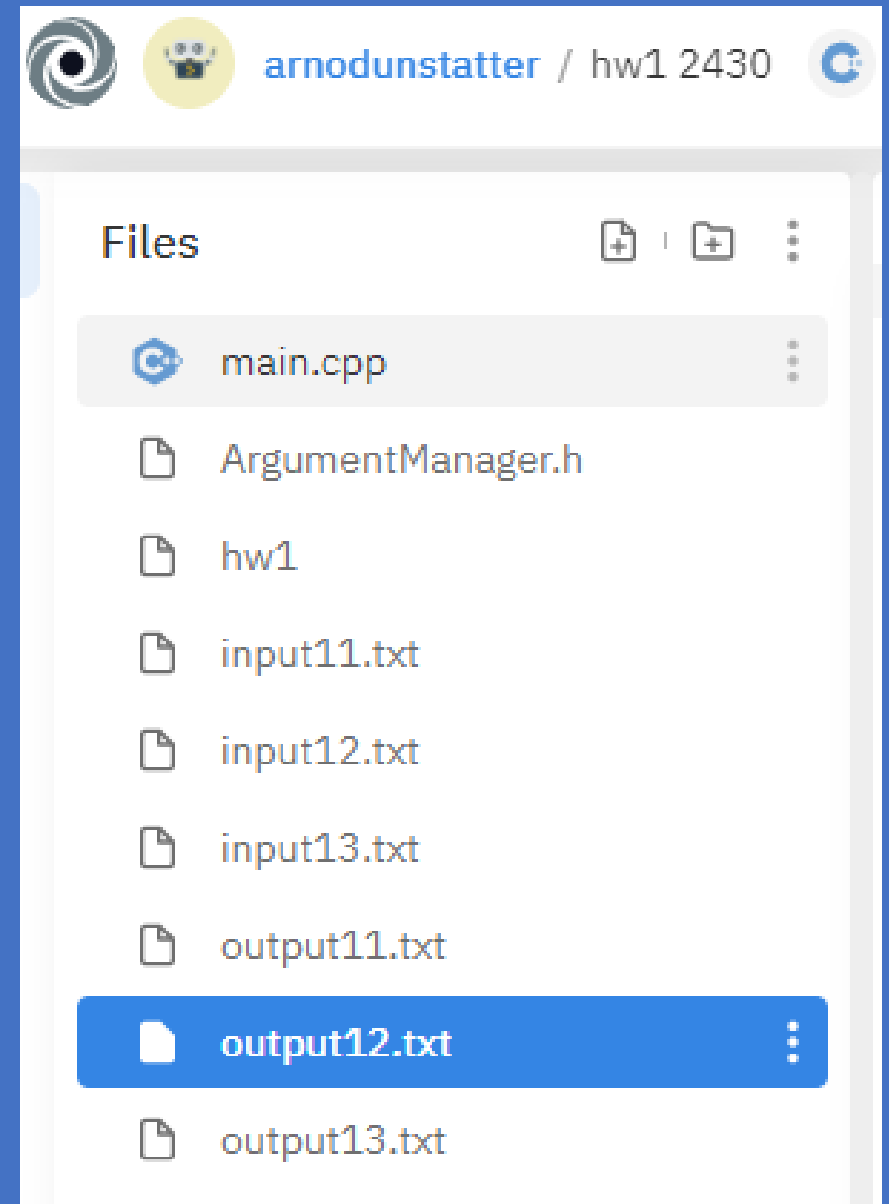 arnodunstatter / hw1 2430
Files
main.cpp
ArgumentManager.h
hw1
input11.txt
input12.txt
input13.txt
output11.txt
output12.txt
output13.txt